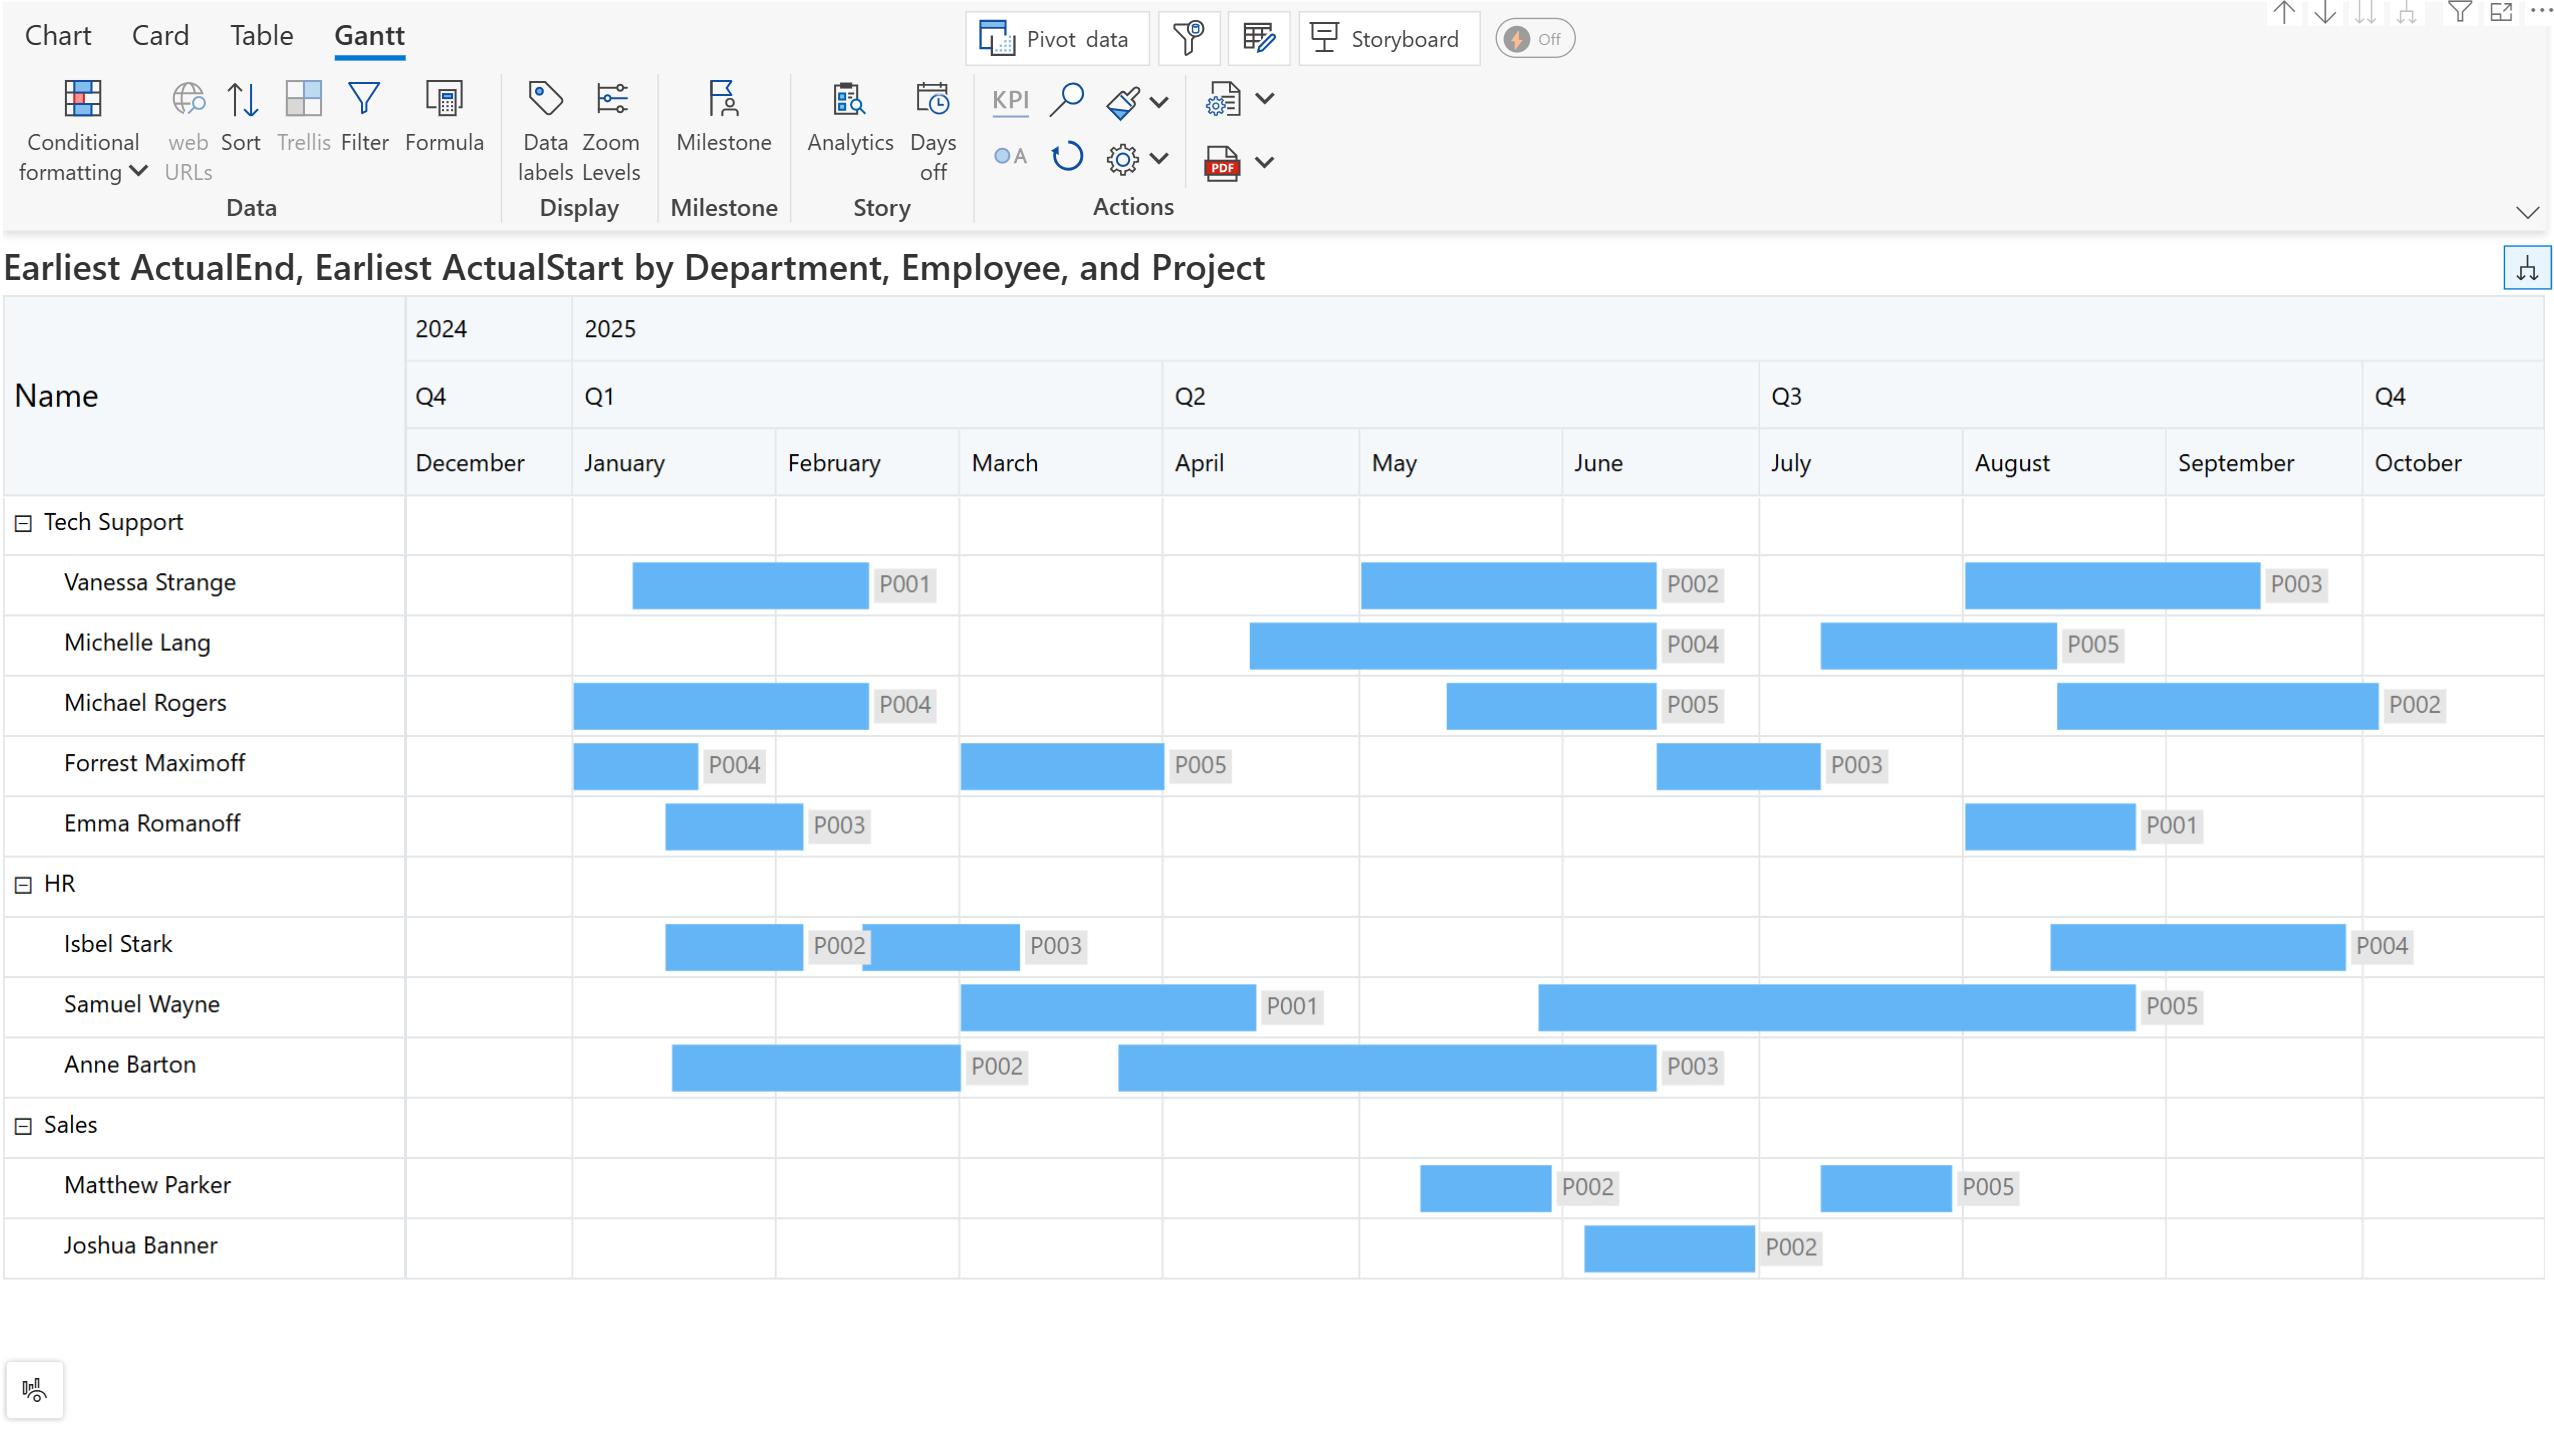 Chart Card Table Gantt
Pivot data Storyboard Off
Conditional formatting
web URLs
Sort
Trellis
Filter
Formula
Data labels
Zoom Levels
Milestone
Analytics
Days off
KPI
A
PDF
Data Display Milestone Story Actions
Earliest ActualEnd, Earliest ActualStart by Department, Employee, and Project
Name
2024 2025
Q4 Q1 Q2 Q3 Q4
December January February March April May June July August September October
Tech Support
Vanessa Strange P001 P002 P003
Michelle Lang P004 P005
Michael Rogers P004 P005 P002
Forrest Maximoff P004 P005 P003
Emma Romanoff P003 P001
HR
Isbel Stark P002 P003 P004
Samuel Wayne P001 P005
Anne Barton P002 P003
Sales
Matthew Parker P002 P005
Joshua Banner P002